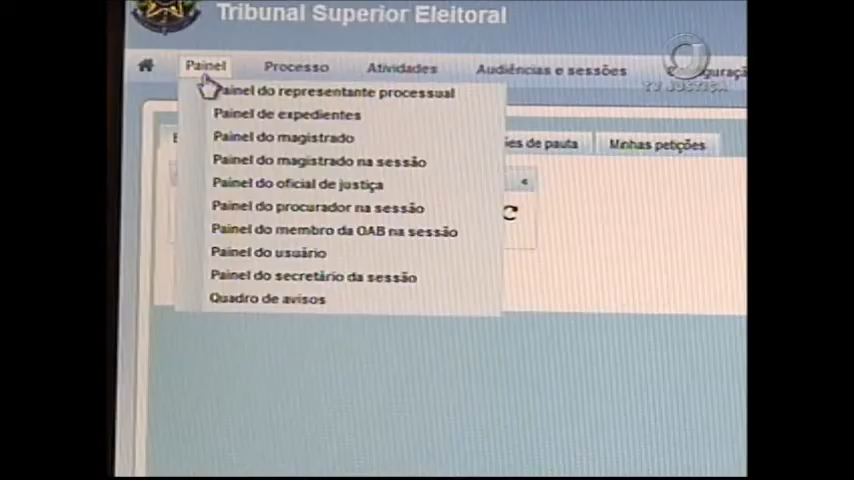 Tribunal Superior Eleitoral
Painel Processo Atividades Audiências e sessões
TV JUSTIÇA
Painel do representante processual
Painel de expedientes
Painel do magistrado
Painel do magistrado na sessão
Painel do oficial de justiça
Painel do procurador na sessão
Painel do membro da OAB na sessão
Painel do usuário
Painel do secretário da sessão
Quadro de avisos
de pauta Minhas petições
«